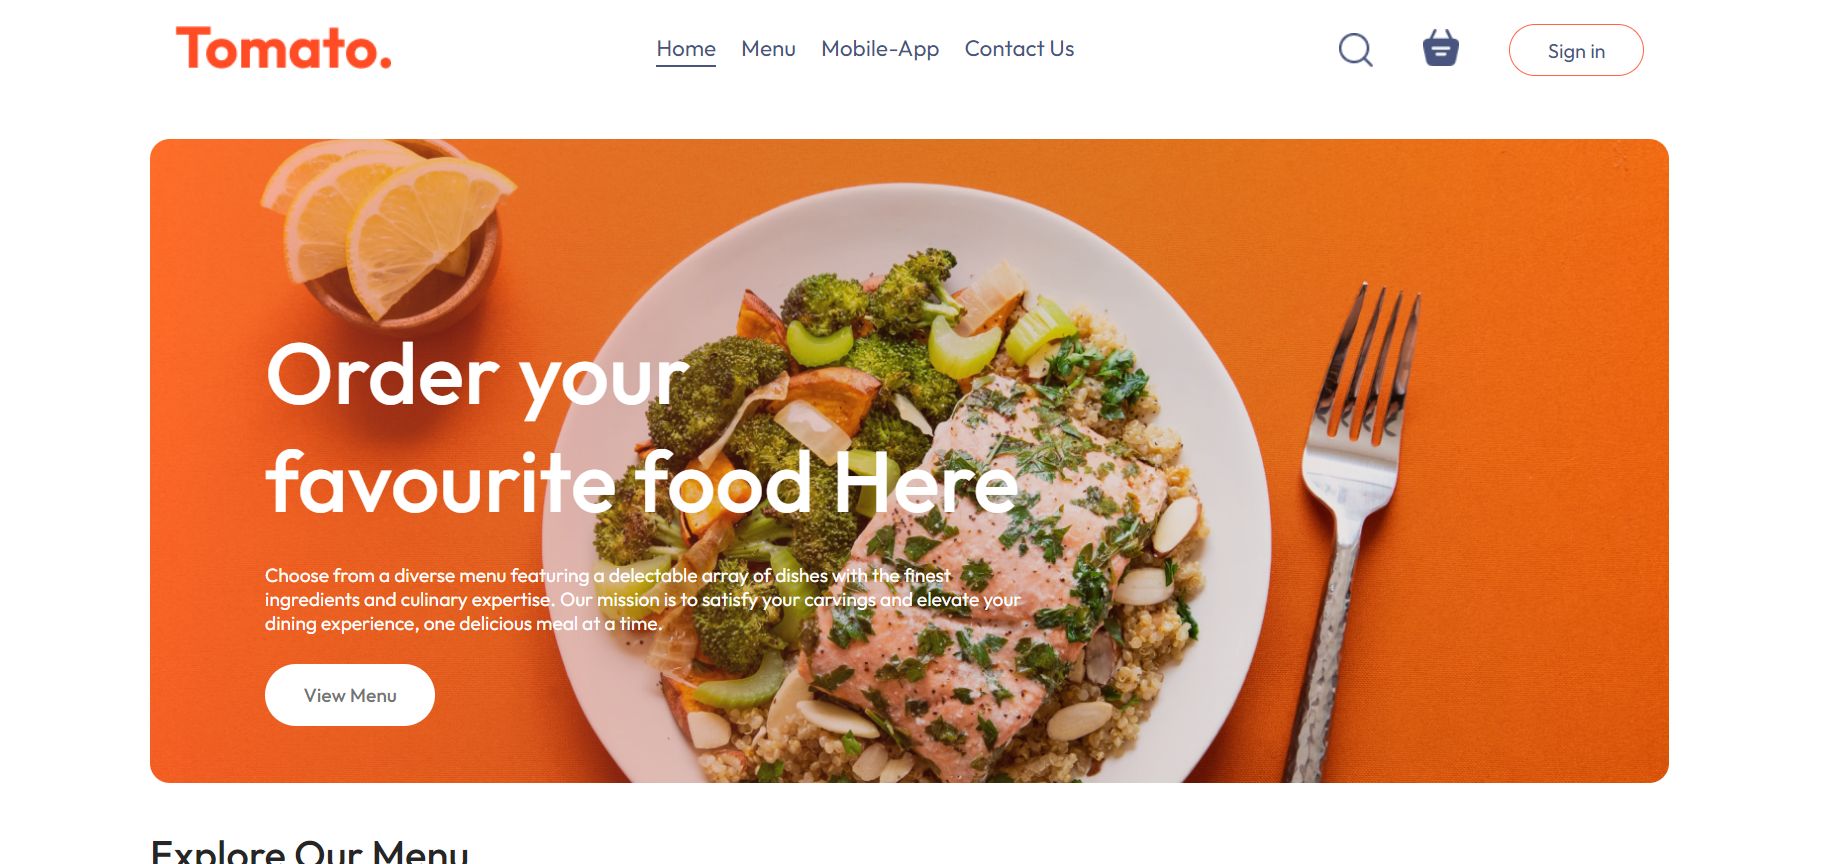 Tomato.
Home Menu Mobile-App Contact Us
Sign in
Order your
favourite food Here
Choose from a diverse menu featuring a delectable array of dishes with the finest
ingredients and culinary expertise. Our mission is to satisfy your carvings and elevate your
dining experience, one delicious meal at a time.
View Menu
Explore Our Menu